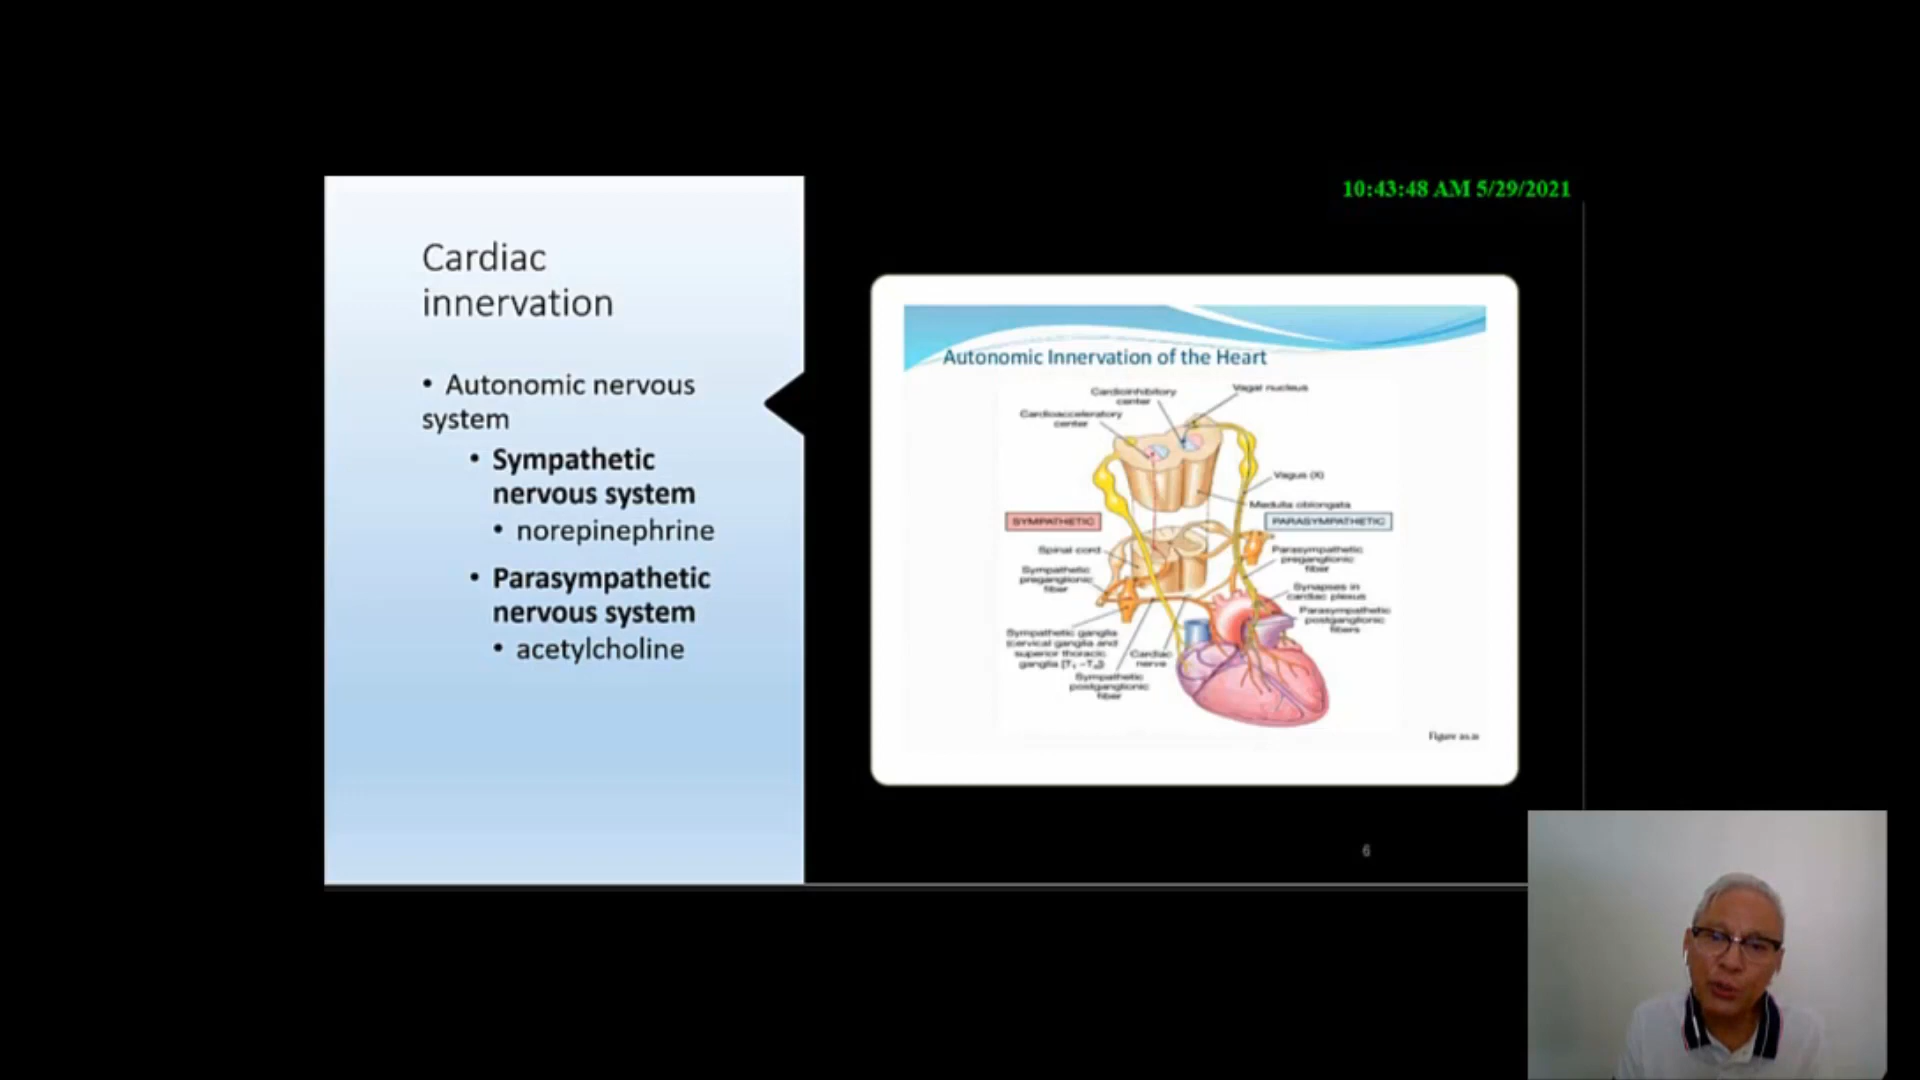 10:43:48 AM 5/29/2021
Cardiac
innervation
• Autonomic nervous
system
• Sympathetic
nervous system
• norepinephrine
• Parasympathetic
nervous system
• acetylcholine
Autonomic Innervation of the Heart
Cardioinhibitory
center
Vagal nucleus
Cardioacceleratory
center
Vagus (X)
Medulla oblongata
SYMPATHETIC
PARASYMPATHETIC
Spinal cord
Sympathetic
preganglionic
fiber
Parasympathetic
preganglionic
fiber
Synapses in
cardiac plexus
Parasympathetic
postganglionic
fibers
Sympathetic ganglia
(cervical ganglia and
superior thoracic
ganglia
Cardiac
nerve
Sympathetic
postganglionic
fiber
Figure
6